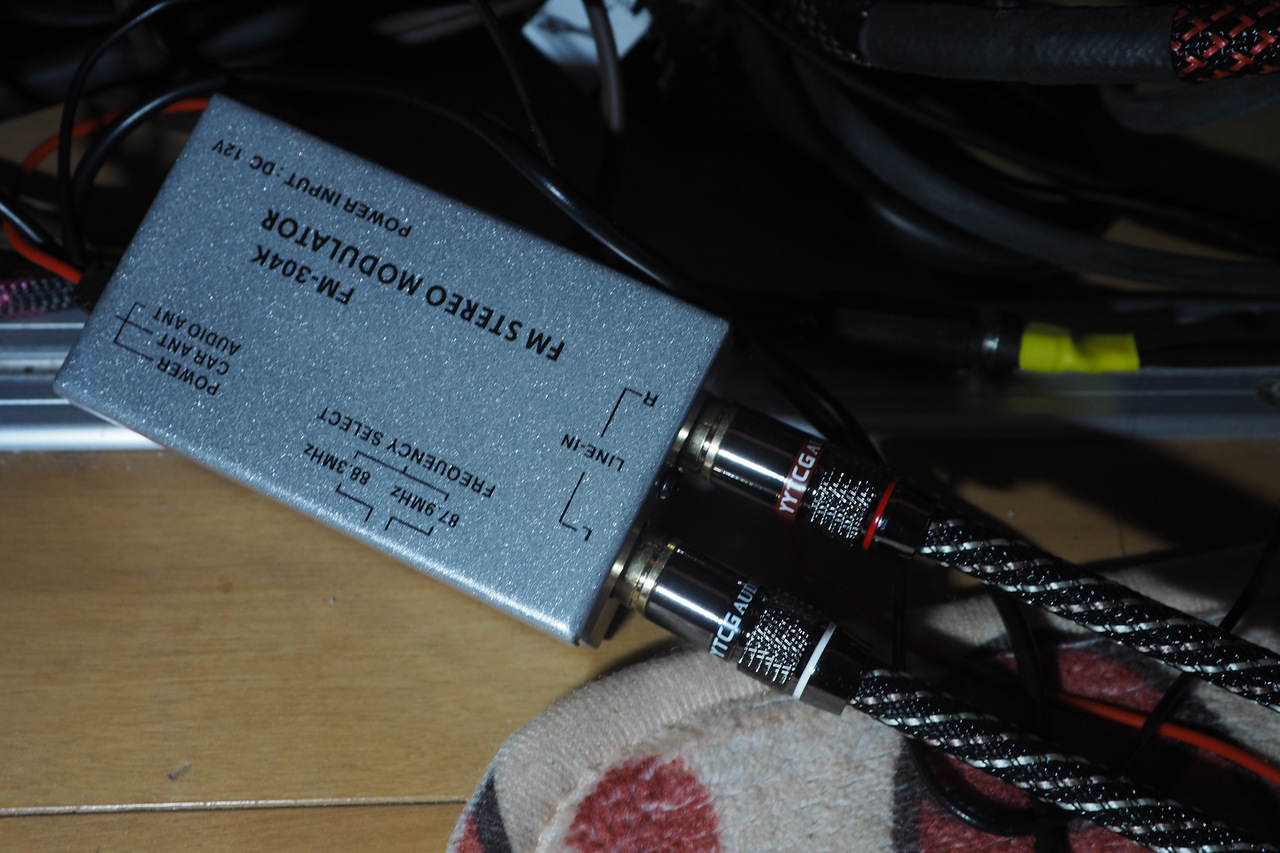 FM STEREO MODULATOR
FM-304K
POWER INPUT : DC 12V
R
LINE-IN
L
FREQUENCY SELECT
87.9MHz
88.3MHz
POWER
CAR ANT
AUDIO ANT
YYTCG A
YYTCG AUD